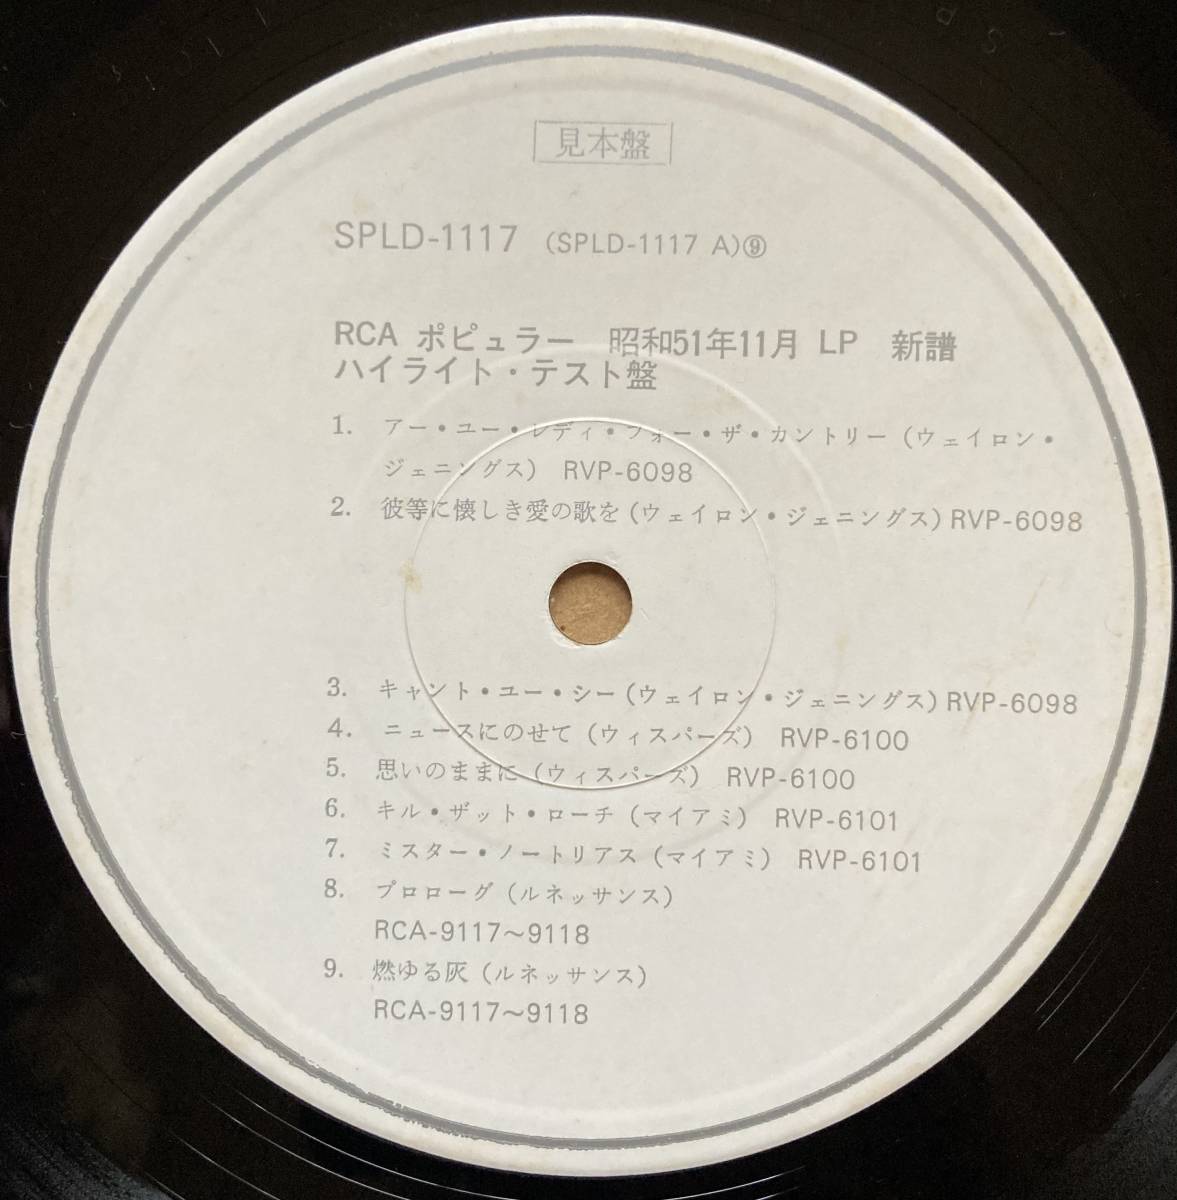 見本盤
SPLD-1117 (SPLD-1117 A)⑨
RCA ポピュラー 昭和51年11月 LP 新譜
ハイライト・テスト盤
1. アー・ユー・レディ・フォー・ザ・カントリー (ウェイロン・
ジェニングス) RVP-6098
2. 彼等に懐しき愛の歌を (ウェイロン・ジェニングス) RVP-6098
3. キャント・ユー・シー (ウェイロン・ジェニングス) RVP-6098
4. ニュースにのせて (ウィスパーズ) RVP-6100
5. 思いのままに (ウィスパーズ) RVP-6100
6. キル・ザット・ローチ (マイアミ) RVP-6101
7. ミスター・ノートリアス (マイアミ) RVP-6101
8. プロローグ (ルネッサンス)
RCA-9117〜9118
9. 燃ゆる灰 (ルネッサンス)
RCA-9117〜9118